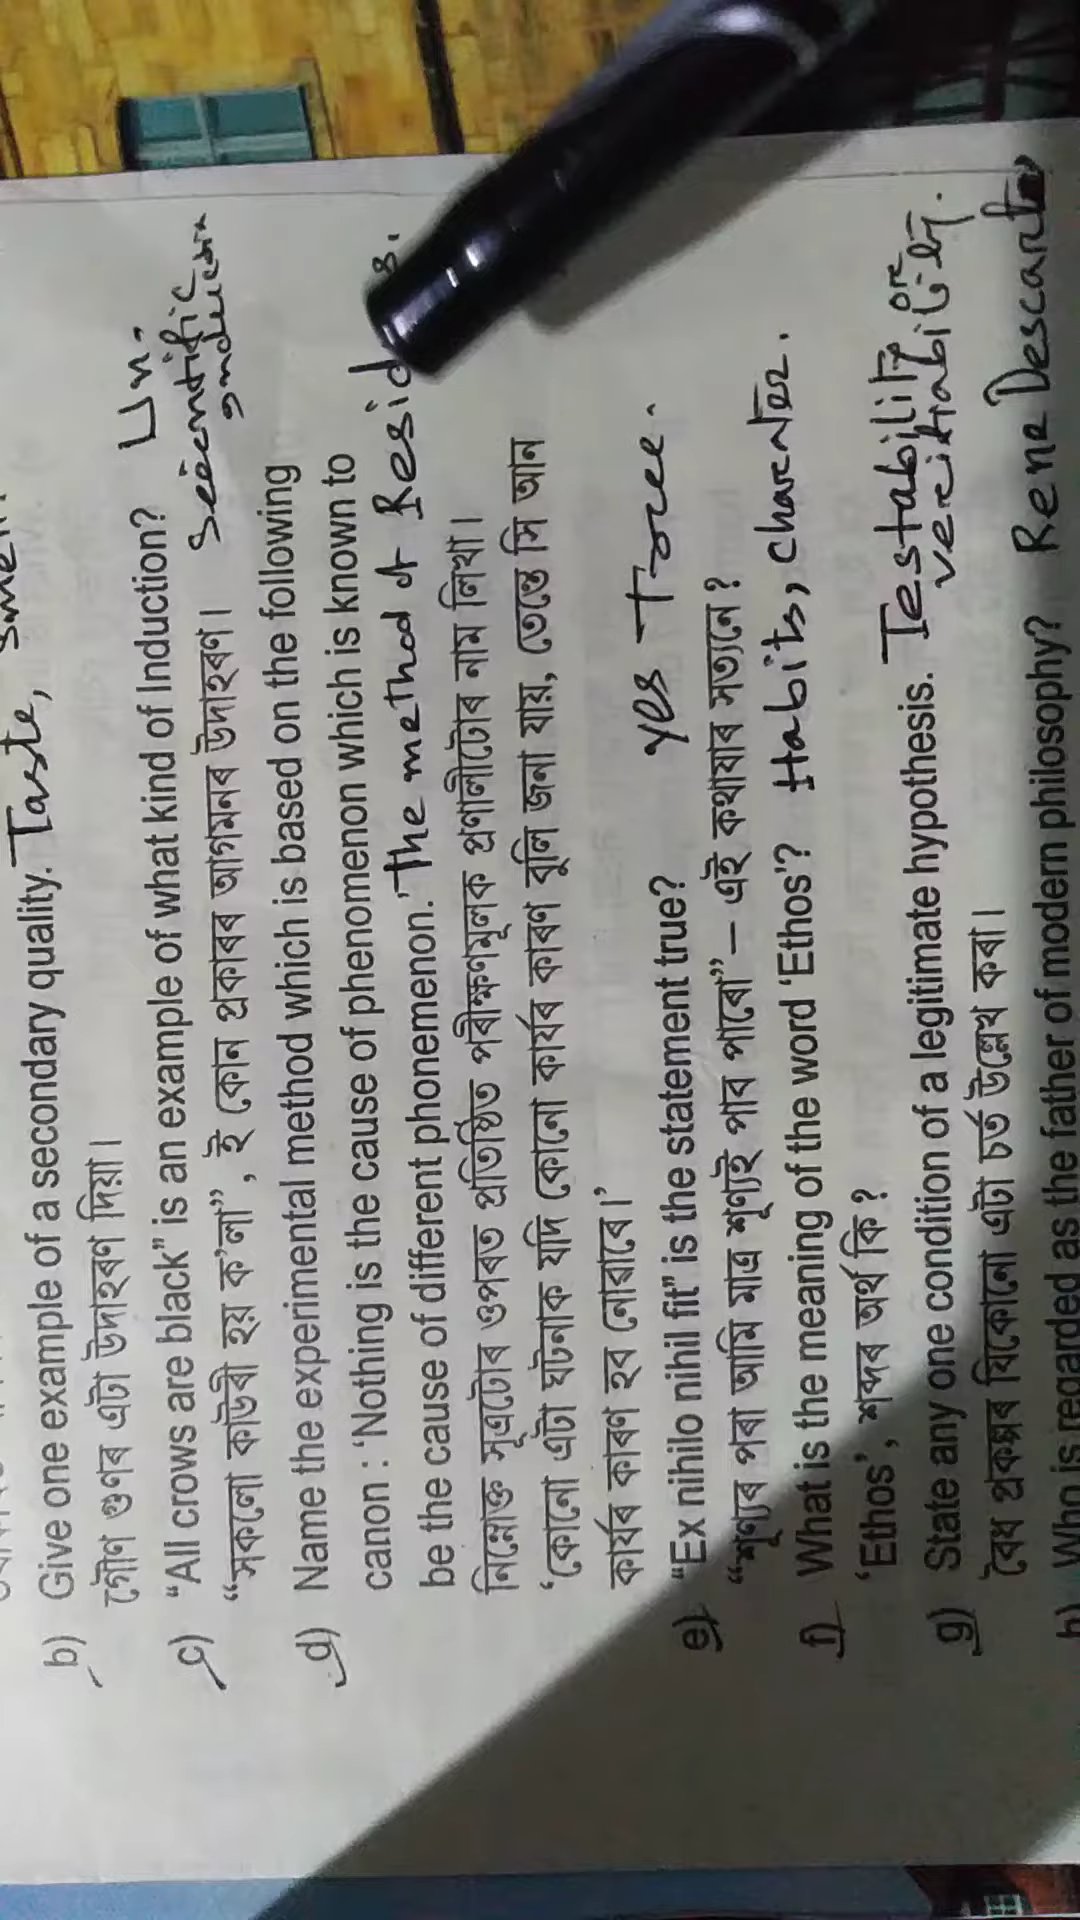 b) Give one example of a secondary quality. Taste,
গৌণ গুণৰ এটা উদাহৰণ দিয়া।
c) "All crows are black" is an example of what kind of Induction? Un-
"সকলো কাউৰী হয় ক'লা", ই কোন প্ৰকাৰৰ আগমনৰ উদাহৰণ।
d) Name the experimental method which is based on the following
canon : 'Nothing is the cause of phenomenon which is known to
be the cause of different phonemenon.' The method of
নিম্নোক্ত সূত্ৰটোৰ ওপৰত প্ৰতিষ্ঠিত পৰীক্ষণমূলক প্ৰণালীটোৰ নাম লিখা।
'কোনো এটা ঘটনাক যদি কোনো কাৰ্যৰ কাৰণ বুলি জনা যায়, তেন্তে সি আন
কাৰ্যৰ কাৰণ হব নোৱাৰে।'
e) "Ex nihilo nihil fit" is the statement true? yes
"শূণ্যৰ পৰা আমি মাত্ৰ শূণ্যই পাব পাৰো" – এই কথাষাৰ সত্যনে?
f) What is the meaning of the word 'Ethos'? Habits,
'Ethos', শব্দৰ অৰ্থ কি?
g) State any one condition of a legitimate hypothesis. Testability or
বৈধ প্ৰকল্পৰ যিকোনো এটা চৰ্ত উল্লেখ কৰা।
h) Who is regarded as the father of modern philosophy? Rene